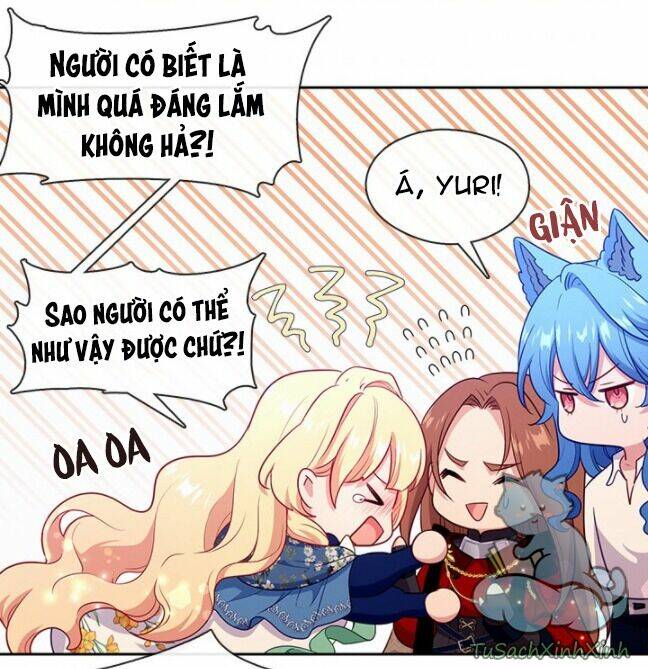 NGƯỜI CÓ BIẾT LÀ
MÌNH QUÁ ĐÁNG LẮM
KHÔNG HẢ?!
Á, YURI!
GIẬN
SAO NGƯỜI CÓ THỂ
NHƯ VẬY ĐƯỢC CHỨ?!
OA OA
TuSachXinhXinh